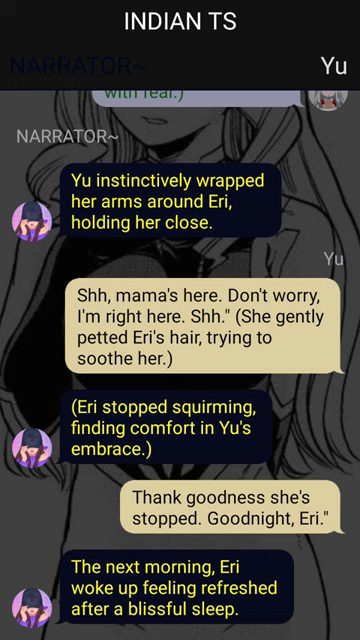 INDIAN TS
NARRATOR~
Yu
with fear.)
NARRATOR~
Yu instinctively wrapped
her arms around Eri,
holding her close.
Yu
Shh, mama's here. Don't worry,
I'm right here. Shh." (She gently
petted Eri's hair, trying to
soothe her.)
(Eri stopped squirming,
finding comfort in Yu's
embrace.)
Thank goodness she's
stopped. Goodnight, Eri."
The next morning, Eri
woke up feeling refreshed
after a blissful sleep.